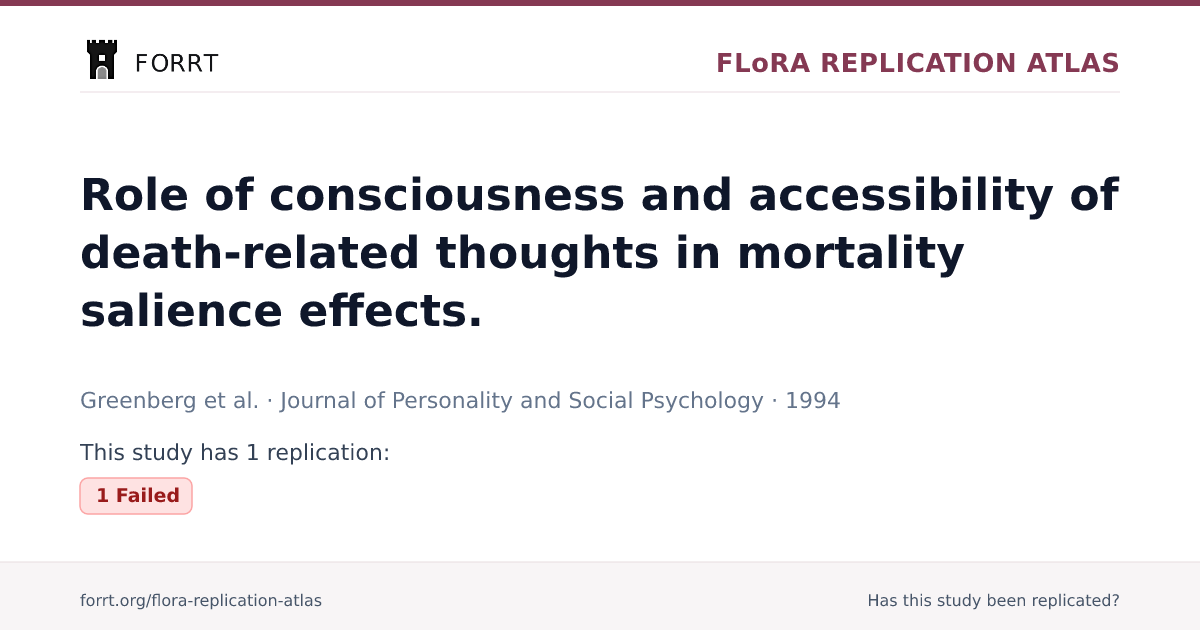 FORRT
FLoRA REPLICATION ATLAS
Role of consciousness and accessibility of
death-related thoughts in mortality
salience effects.
Greenberg et al. · Journal of Personality and Social Psychology · 1994
This study has 1 replication:
1 Failed
forrt.org/flora-replication-atlas
Has this study been replicated?